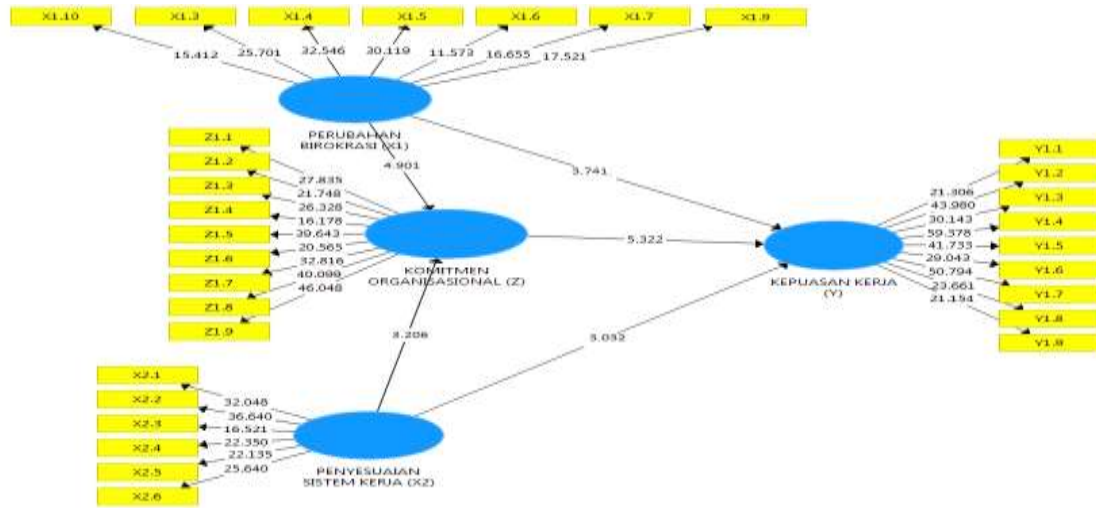 X1.10
X1.3
X1.4
X1.5
X1.6
X1.7
X1.9
15.412
25.701
32.546
30.119
11.573
16.655
17.521
PERUBAHAN
BIROKRASI (X1)
4.901
3.741
Z1.1
Z1.2
Z1.3
Z1.4
Z1.5
Z1.6
Z1.7
Z1.8
Z1.9
27.835
21.748
26.328
16.178
39.643
20.565
32.816
40.099
46.048
KOMITMEN
ORGANISASIONAL (Z)
5.322
3.206
3.032
Y1.1
Y1.2
Y1.3
Y1.4
Y1.5
Y1.6
Y1.7
Y1.8
21.306
43.980
30.143
59.378
41.733
29.043
50.794
23.661
21.154
KEPUASAN KERJA
(Y)
X2.1
X2.2
X2.3
X2.4
X2.5
X2.6
32.048
36.640
16.521
22.350
22.135
25.640
PENYESUAIAN
SISTEM KERJA (X2)